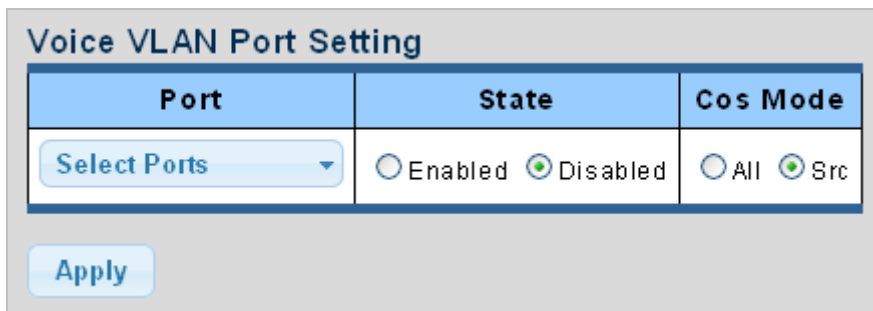 Voice VLAN Port Setting
Port State Cos Mode
Select Ports Enabled Disabled All Src
Apply